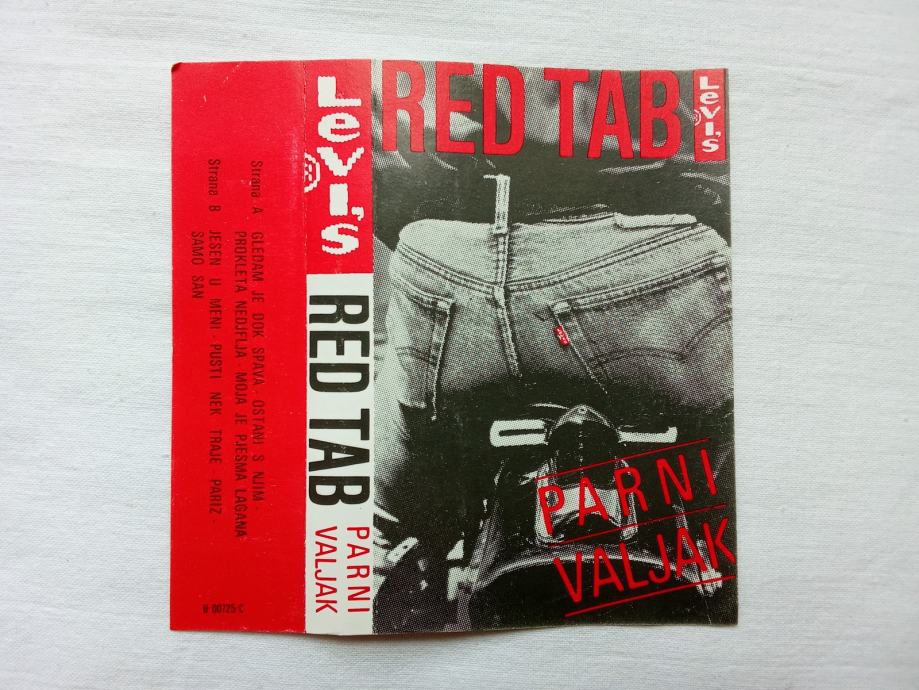 Strana A GLEDAM JE DOK SPAVA · OSTANI S NJIM ·
PROKLETA NEDJELJA · MOJA JE PJESMA LAGANA
Strana B JESEN U MENI · PUSTI NEK TRAJE PARIZ ·
SAMO SAN
U 00725-C
Levi's
®
RED TAB
PARNI
VALJAK
RED TAB
Levi's
®
PARNI
VALJAK